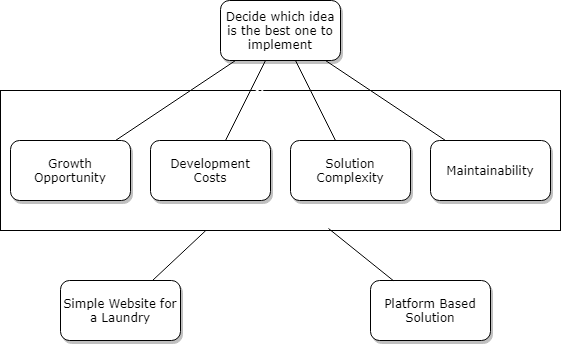 Decide which idea
is the best one to
implement
Growth
Opportunity
Development
Costs
Solution
Complexity
Maintainability
Simple Website for
a Laundry
Platform Based
Solution